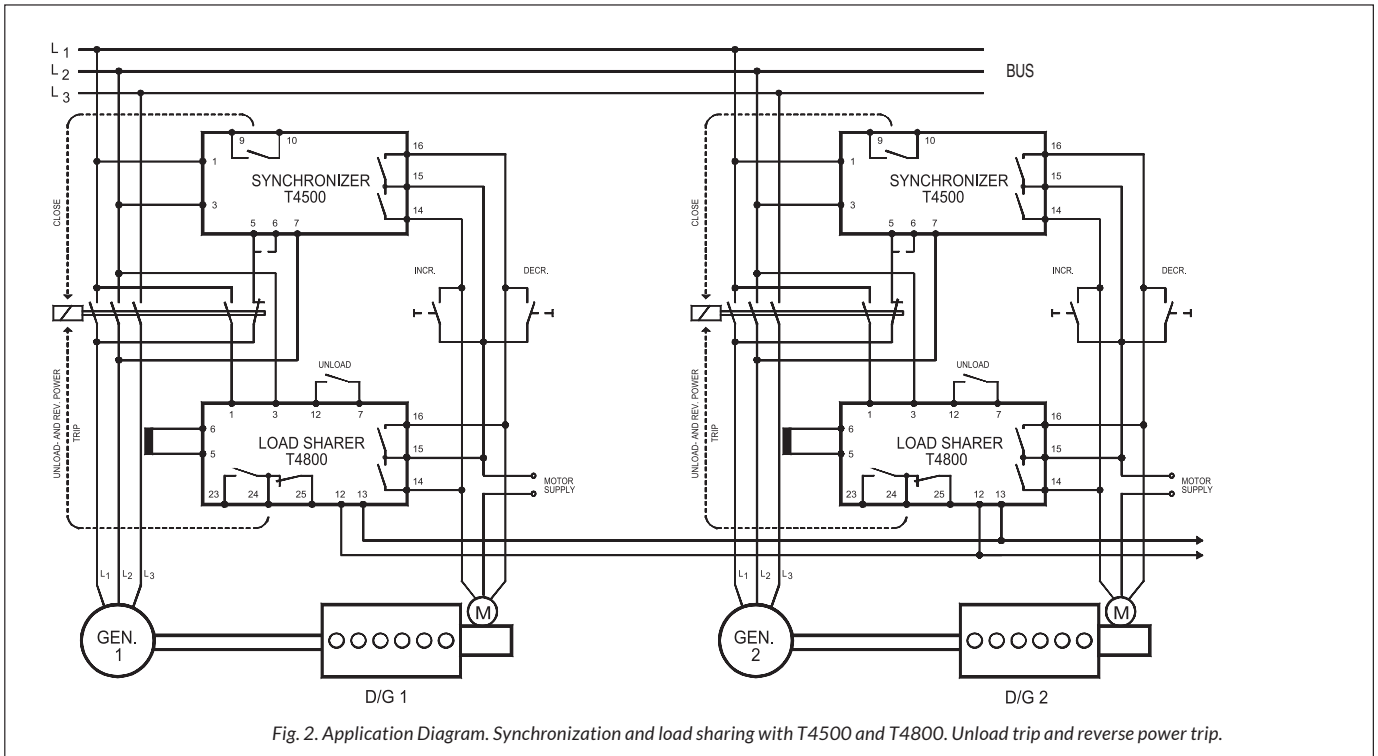 L1
L2
L3
BUS
9 10
1
3
SYNCHRONIZER
T4500
16
15
14
5 6 7
CLOSE
INCR.
DECR.
UNLOAD- AND REV. POWER
TRIP
UNLOAD
1 3 12 7
6
5
LOAD SHARER
T4800
16
15
14
23 24 25 12 13
MOTOR
SUPPLY
L1 L2 L3
GEN.
1
M
D/G 1
9 10
1
3
SYNCHRONIZER
T4500
16
15
14
5 6 7
CLOSE
INCR.
DECR.
UNLOAD- AND REV. POWER
TRIP
UNLOAD
1 3 12 7
6
5
LOAD SHARER
T4800
16
15
14
23 24 25 12 13
MOTOR
SUPPLY
L1 L2 L3
GEN.
2
M
D/G 2
Fig. 2. Application Diagram. Synchronization and load sharing with T4500 and T4800. Unload trip and reverse power trip.